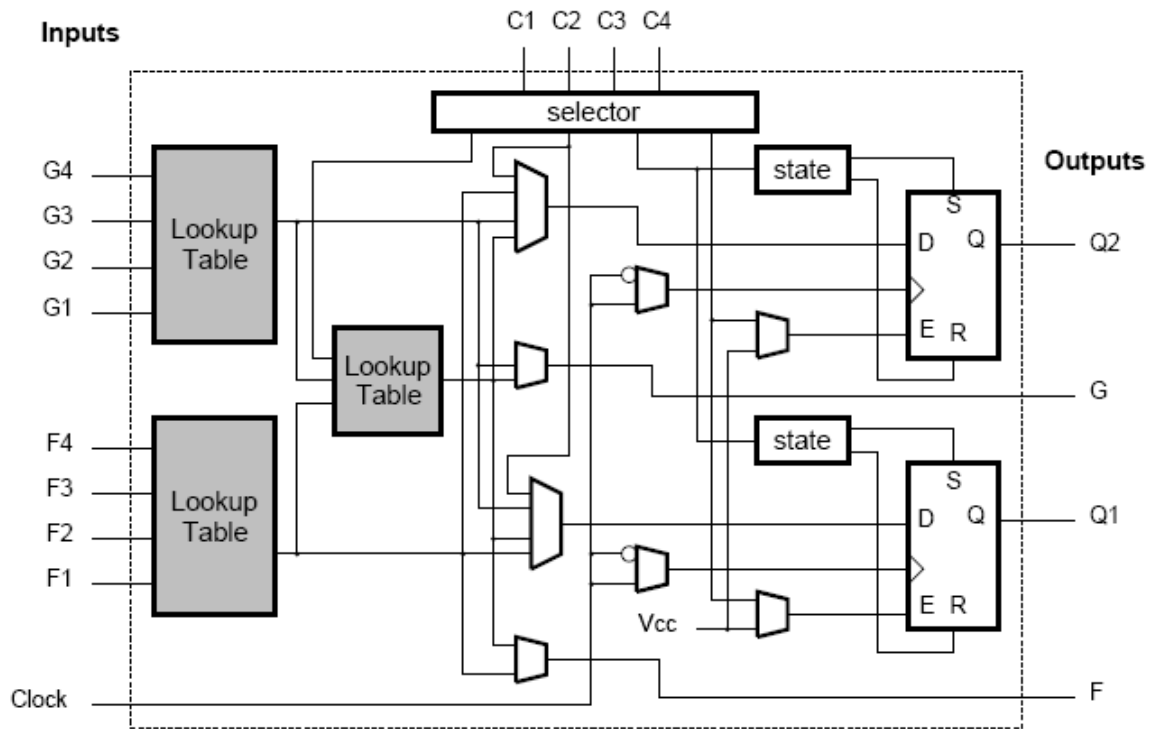 Inputs
C1 C2 C3 C4
selector
G4
G3
G2
G1
Lookup
Table
Lookup
Table
F4
F3
F2
F1
Lookup
Table
Clock
Vcc
state
S
D Q
E R
state
S
D Q
E R
Outputs
Q2
G
Q1
F